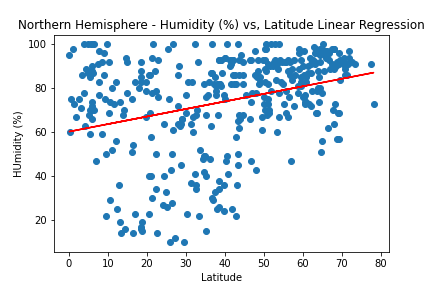 Northern Hemisphere - Humidity (%) vs, Latitude Linear Regression
100
80
60
40
20
HUmidity (%)
0 10 20 30 40 50 60 70 80
Latitude